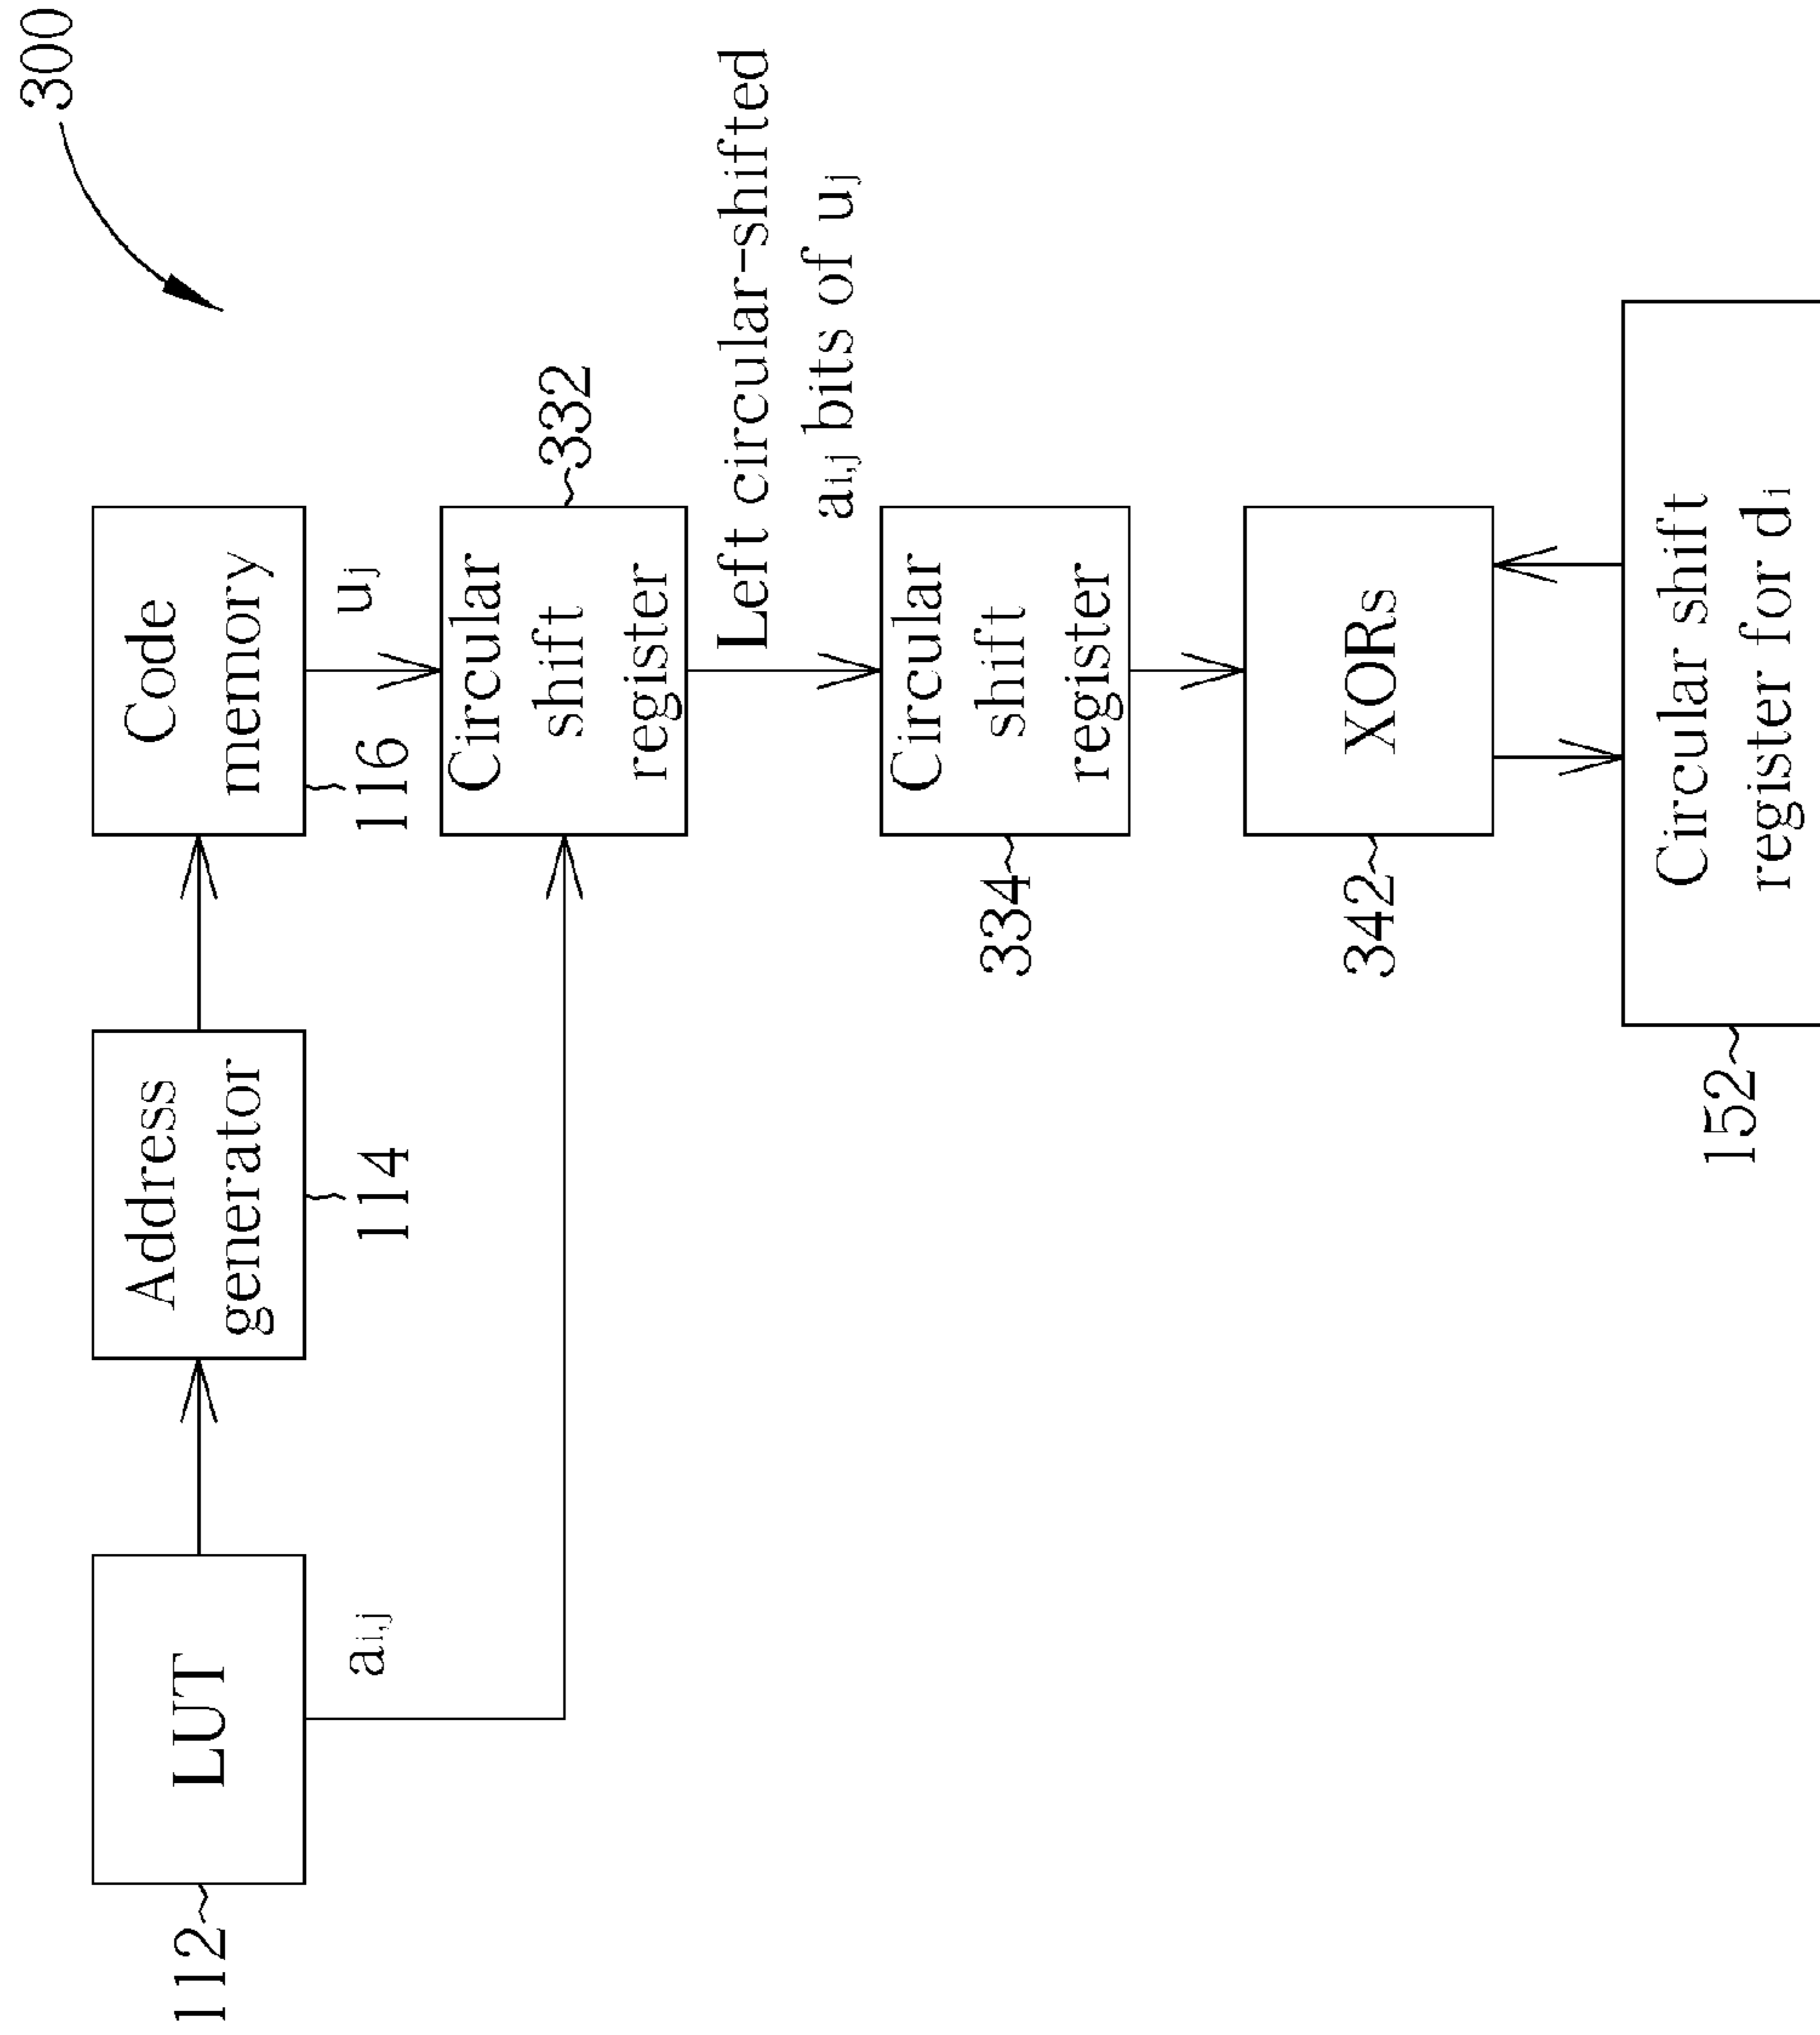 300
112
LUT
a_{i,j}
Address
generator
114
Code
memory
116
u_j
Circular
shift
register
332
Left circular-shifted
a_{i,j} bits of u_j
Circular
shift
register
334
XORs
342
Circular shift
register for d_i
152